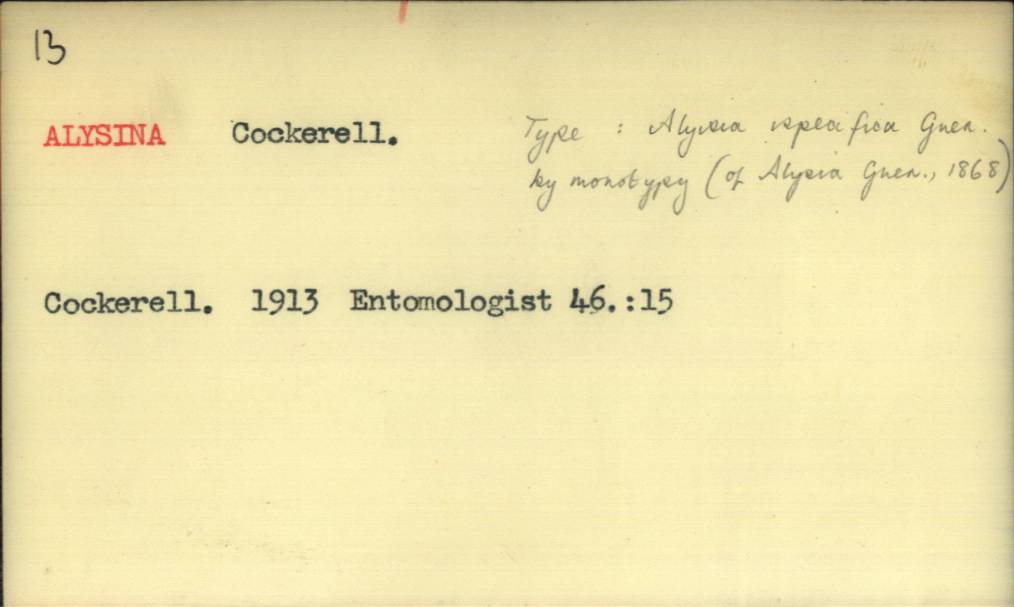 13
ALYSINA Cockerell.
Type : Alysia specifica Guen.
by monotypy (of Alysia Guen., 1868)
Cockerell. 1913 Entomologist 46.:15